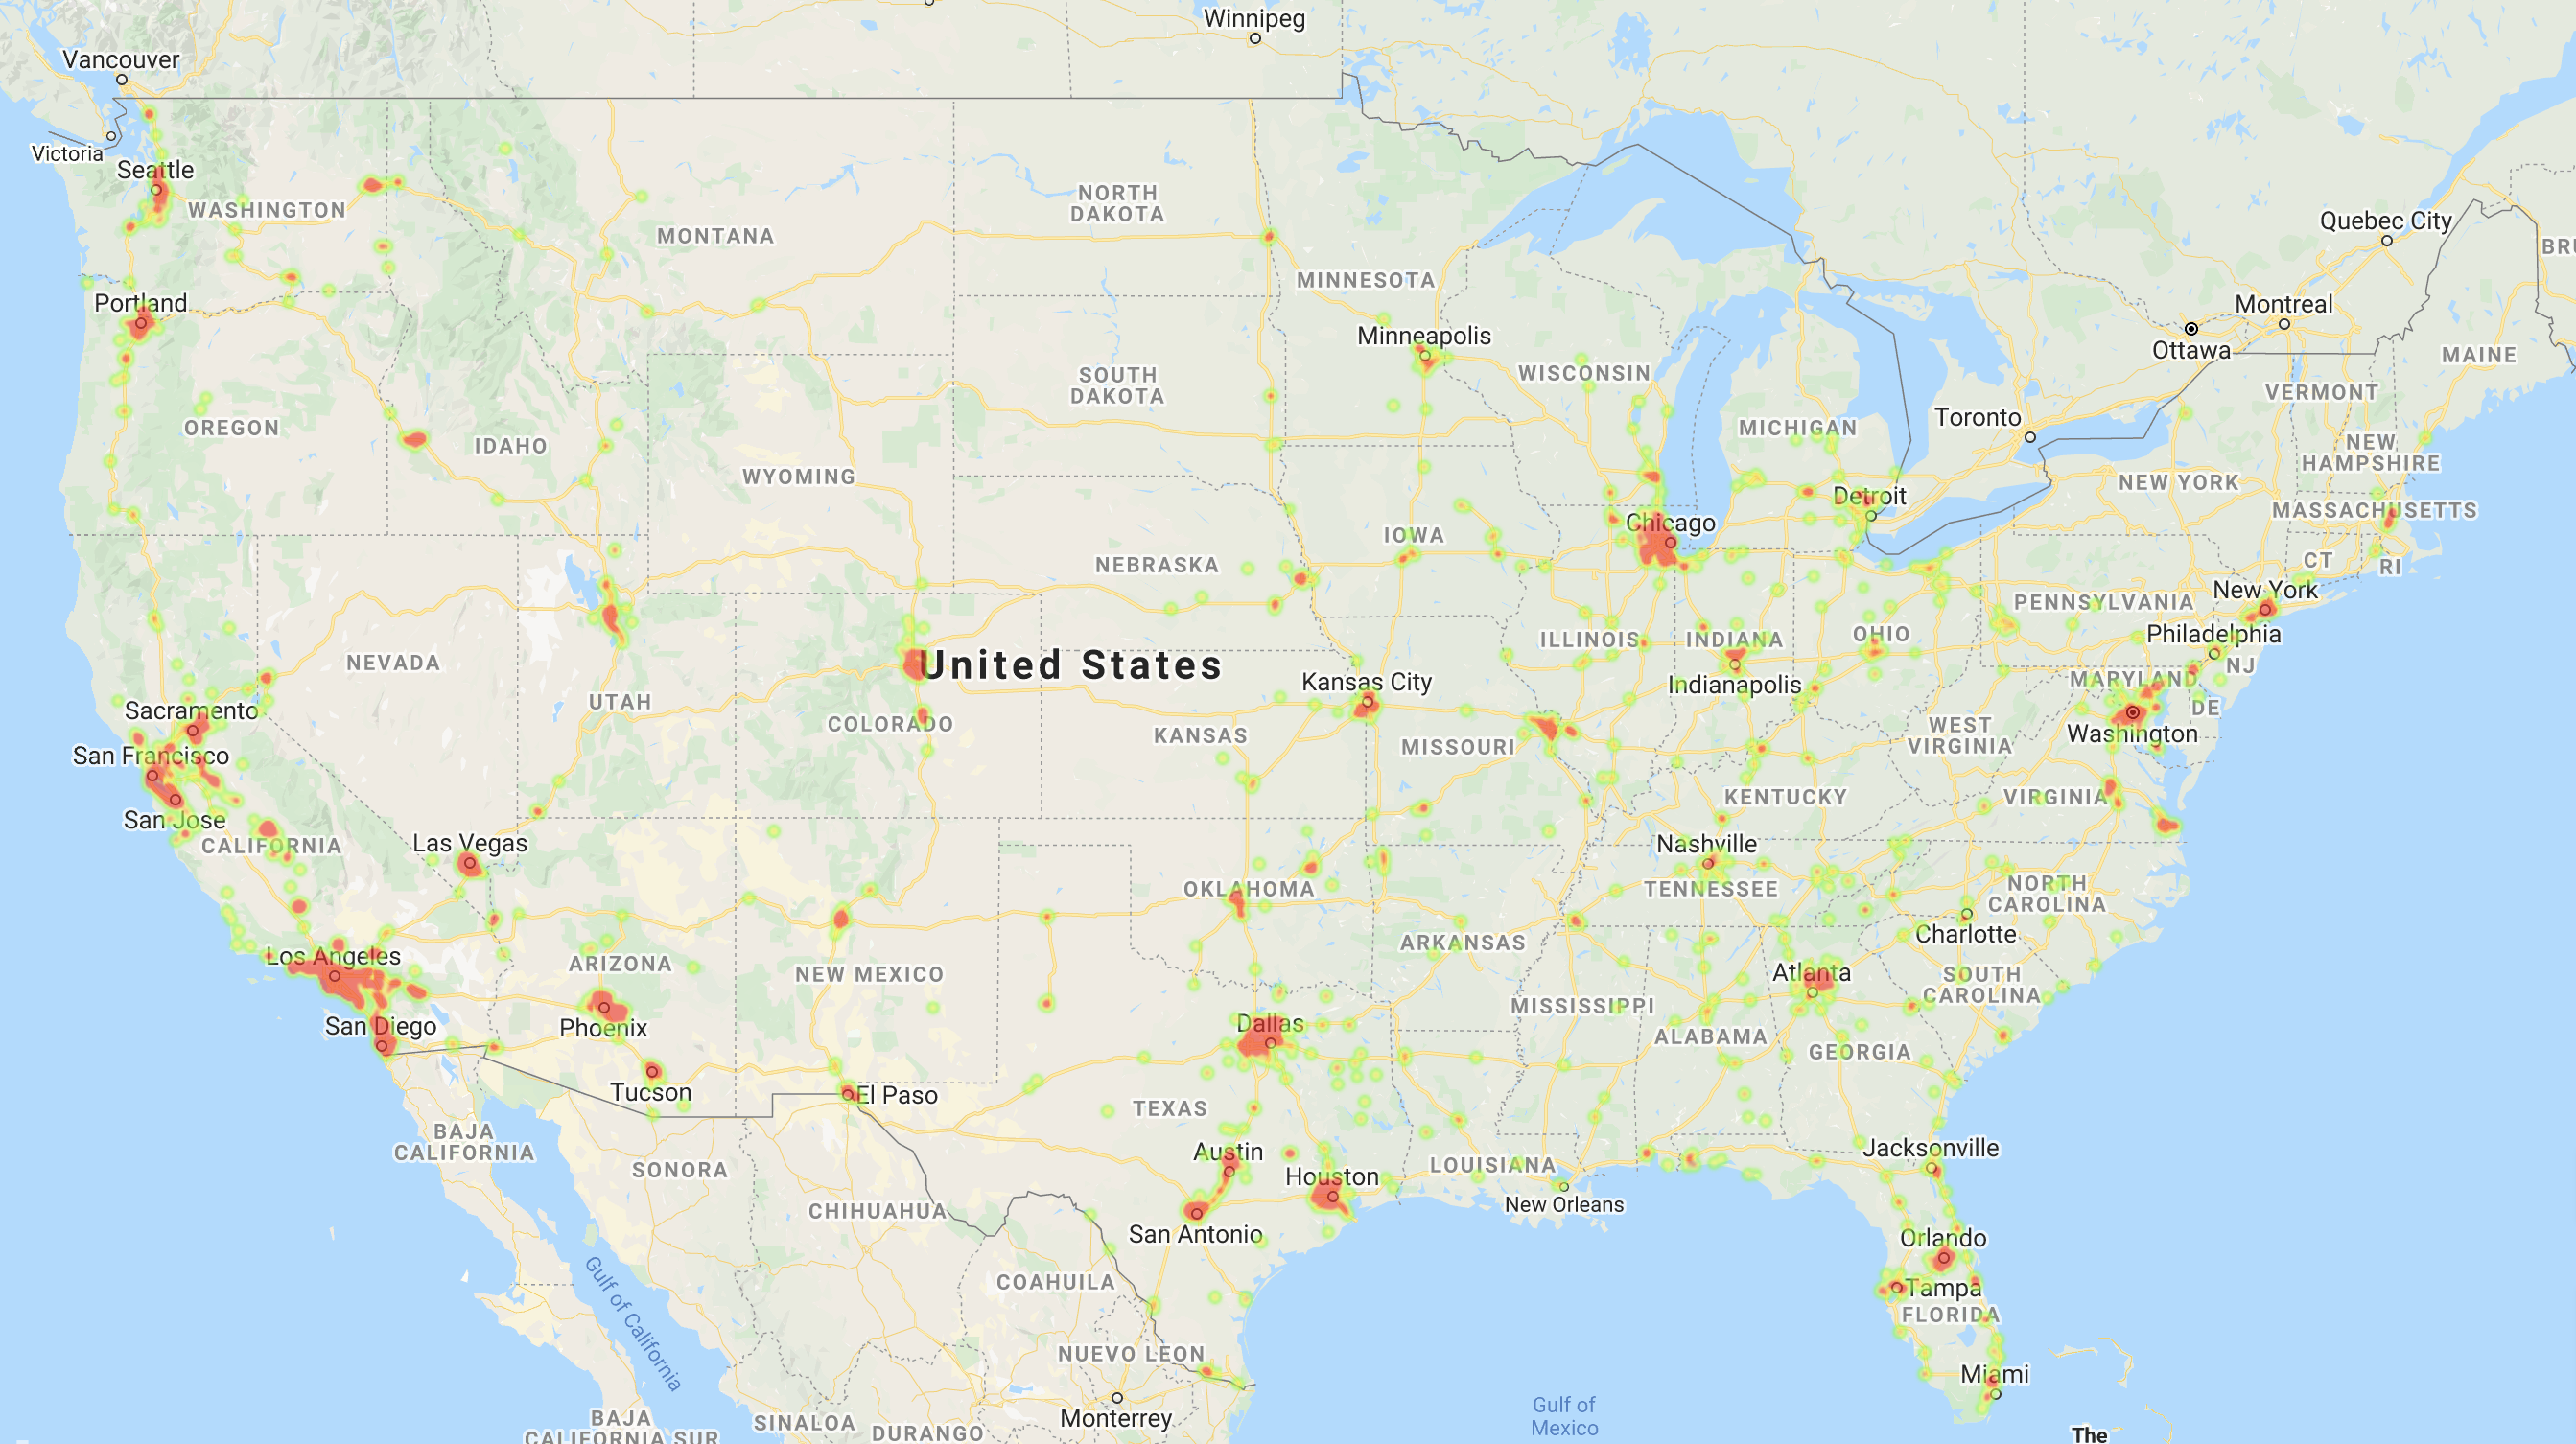 Winnipeg
Vancouver
Victoria
Seattle
WASHINGTON
MONTANA
NORTH
DAKOTA
MINNESOTA
Quebec City
BRU
Portland
Minneapolis
Montreal
Ottawa
MAINE
OREGON
IDAHO
WYOMING
SOUTH
DAKOTA
WISCONSIN
MICHIGAN
Toronto
VERMONT
NEW
HAMPSHIRE
NEW YORK
MASSACHUSETTS
Detroit
Chicago
IOWA
NEBRASKA
CT
RI
New York
PENNSYLVANIA
Philadelphia
NJ
ILLINOIS
INDIANA
OHIO
NEVADA
United States
UTAH
COLORADO
Kansas City
Indianapolis
MARYLAND
DE
Washington
WEST
VIRGINIA
Sacramento
San Francisco
San Jose
CALIFORNIA
KANSAS
MISSOURI
KENTUCKY
VIRGINIA
Las Vegas
Nashville
TENNESSEE
OKLAHOMA
NORTH
CAROLINA
Charlotte
Los Angeles
ARIZONA
NEW MEXICO
ARKANSAS
Atlanta
SOUTH
CAROLINA
San Diego
Phoenix
Dallas
MISSISSIPPI
ALABAMA
GEORGIA
Tucson
El Paso
TEXAS
BAJA
CALIFORNIA
SONORA
CHIHUAHUA
Austin
Houston
LOUISIANA
New Orleans
Jacksonville
San Antonio
Orlando
Tampa
FLORIDA
COAHUILA
Gulf of California
NUEVO LEON
Miami
Monterrey
Gulf of
Mexico
BAJA
CALIFORNIA SUR
SINALOA
DURANGO
The